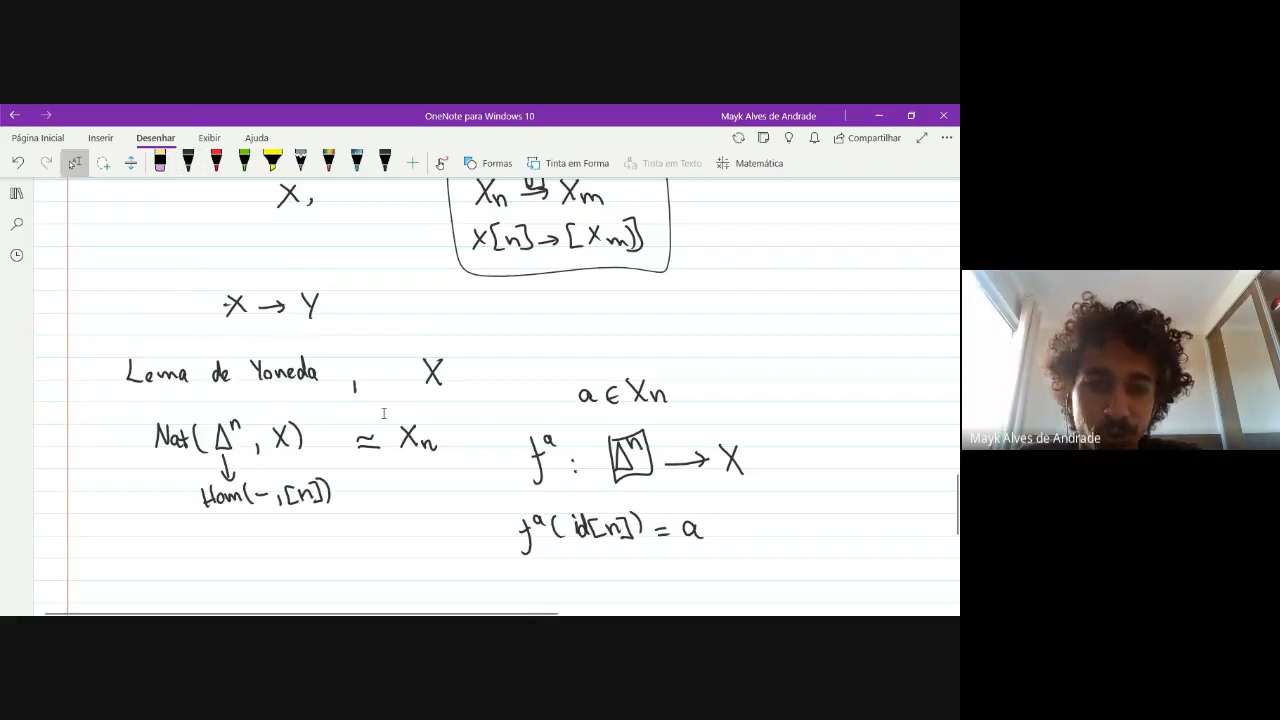 OneNote para Windows 10
Mayk Alves de Andrade
Página Inicial Inserir Desenhar Exibir Ajuda
Compartilhar
Formas Tinta em Forma Tinta em Texto Matemática
X, Xn → Xm
X[n] → [Xm]]
X → Y
Lema de Yoneda , X
a ∈ Xn
Nat(Δⁿ, X) ≃ Xn
fᵃ : Δⁿ → X
↓
Hom(-,[n])
fᵃ(id[n]) = a
Mayk Alves de Andrade